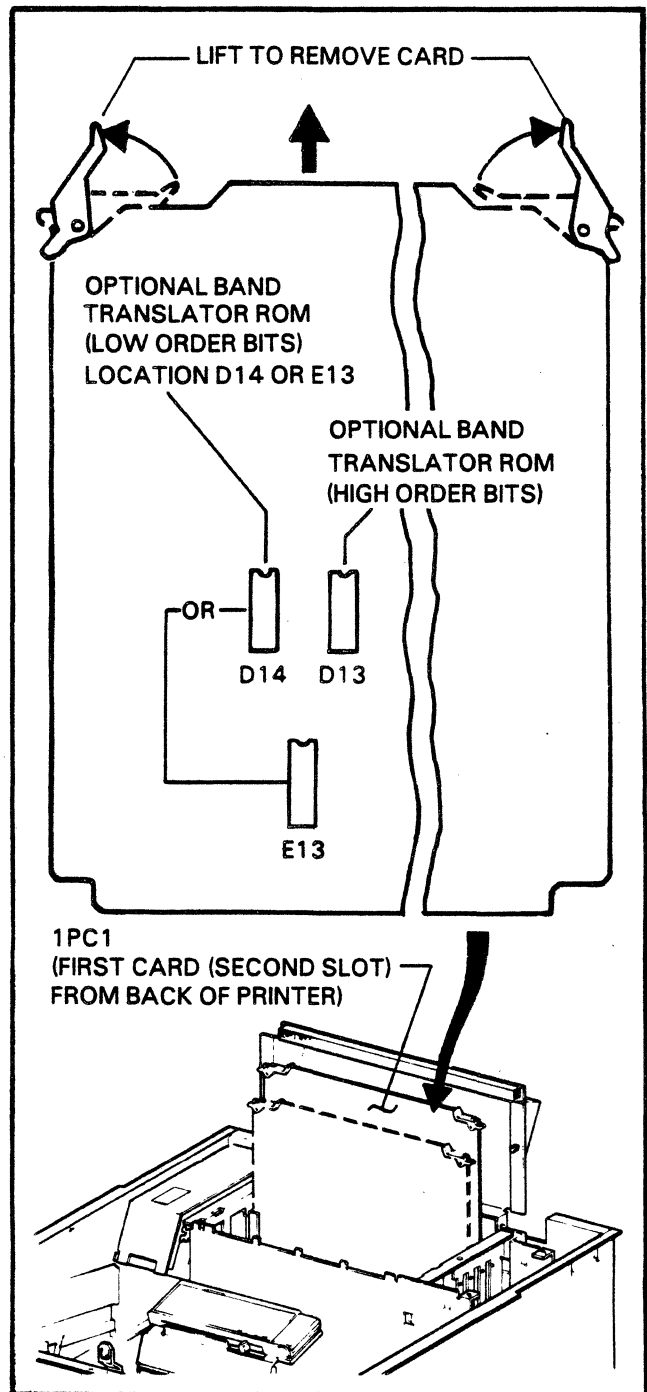 LIFT TO REMOVE CARD
OPTIONAL BAND
TRANSLATOR ROM
(LOW ORDER BITS)
LOCATION D14 OR E13
OPTIONAL BAND
TRANSLATOR ROM
(HIGH ORDER BITS)
OR
D14
D13
E13
1PC1
(FIRST CARD (SECOND SLOT)
FROM BACK OF PRINTER)